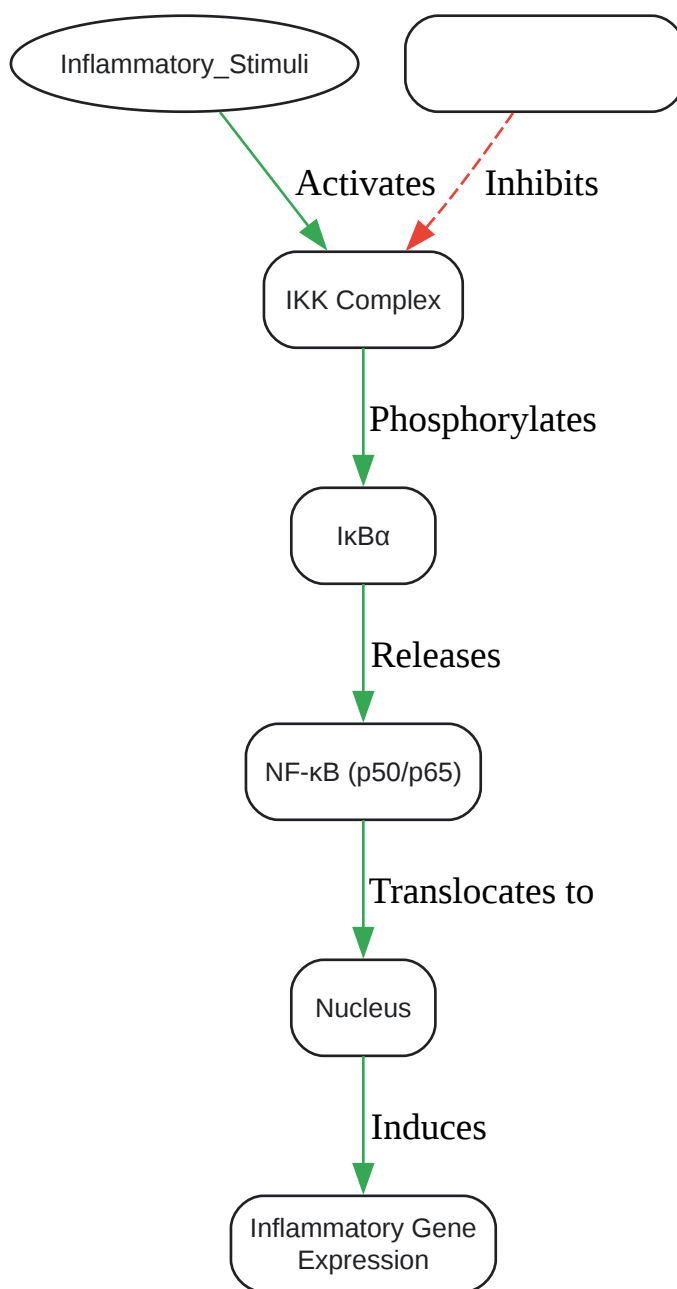 Inflammatory_Stimuli
Activates
Inhibits
IKK Complex
Phosphorylates
IκBα
Releases
NF-κB (p50/p65)
Translocates to
Nucleus
Induces
Inflammatory Gene
Expression